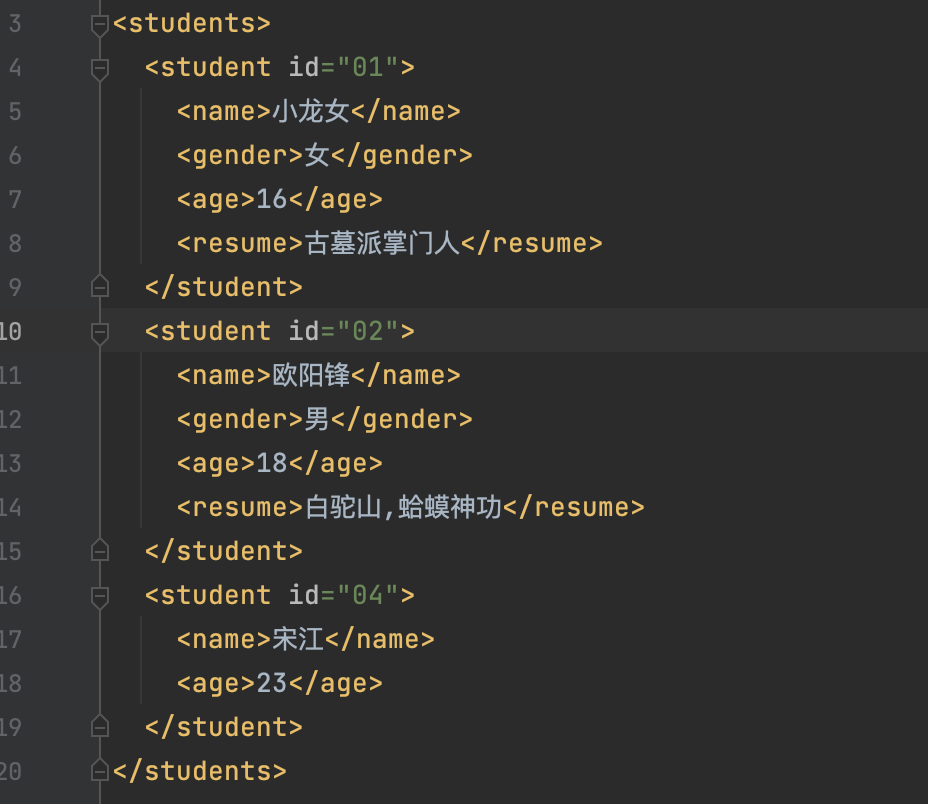 3 <students>
4 <student id="01">
5 <name>小龙女</name>
6 <gender>女</gender>
7 <age>16</age>
8 <resume>古墓派掌门人</resume>
9 </student>
10 <student id="02">
11 <name>欧阳锋</name>
12 <gender>男</gender>
13 <age>18</age>
14 <resume>白驼山,蛤蟆神功</resume>
15 </student>
16 <student id="04">
17 <name>宋江</name>
18 <age>23</age>
19 </student>
20 </students>